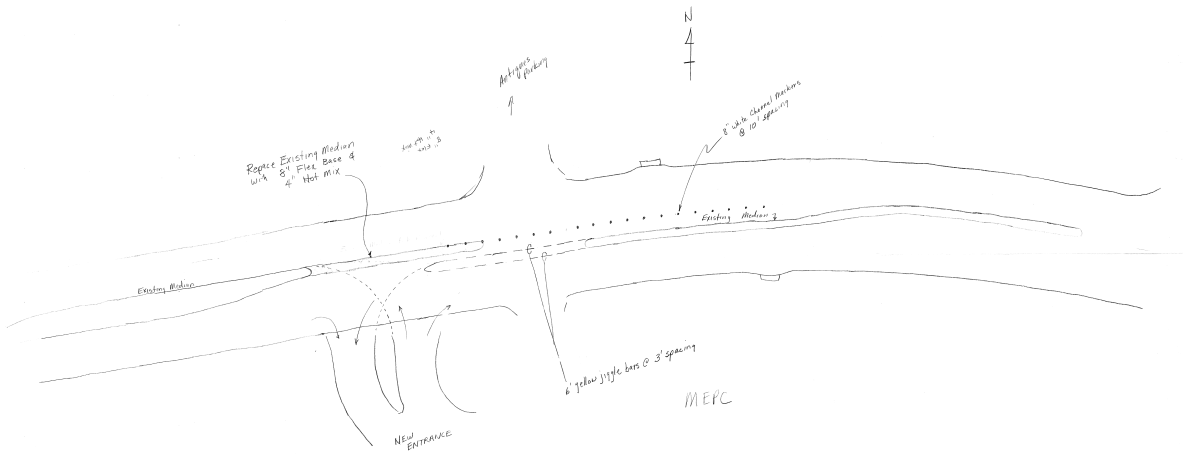 N
Antiques
Parking
8" White Channel Markers
@ 10' spacing
Repace Existing Median
with 8" Flex Base &
4" Hot Mix
Existing Median
Existing Median
6' yellow jiggle bars @ 3' spacing
MEPC
NEW
ENTRANCE